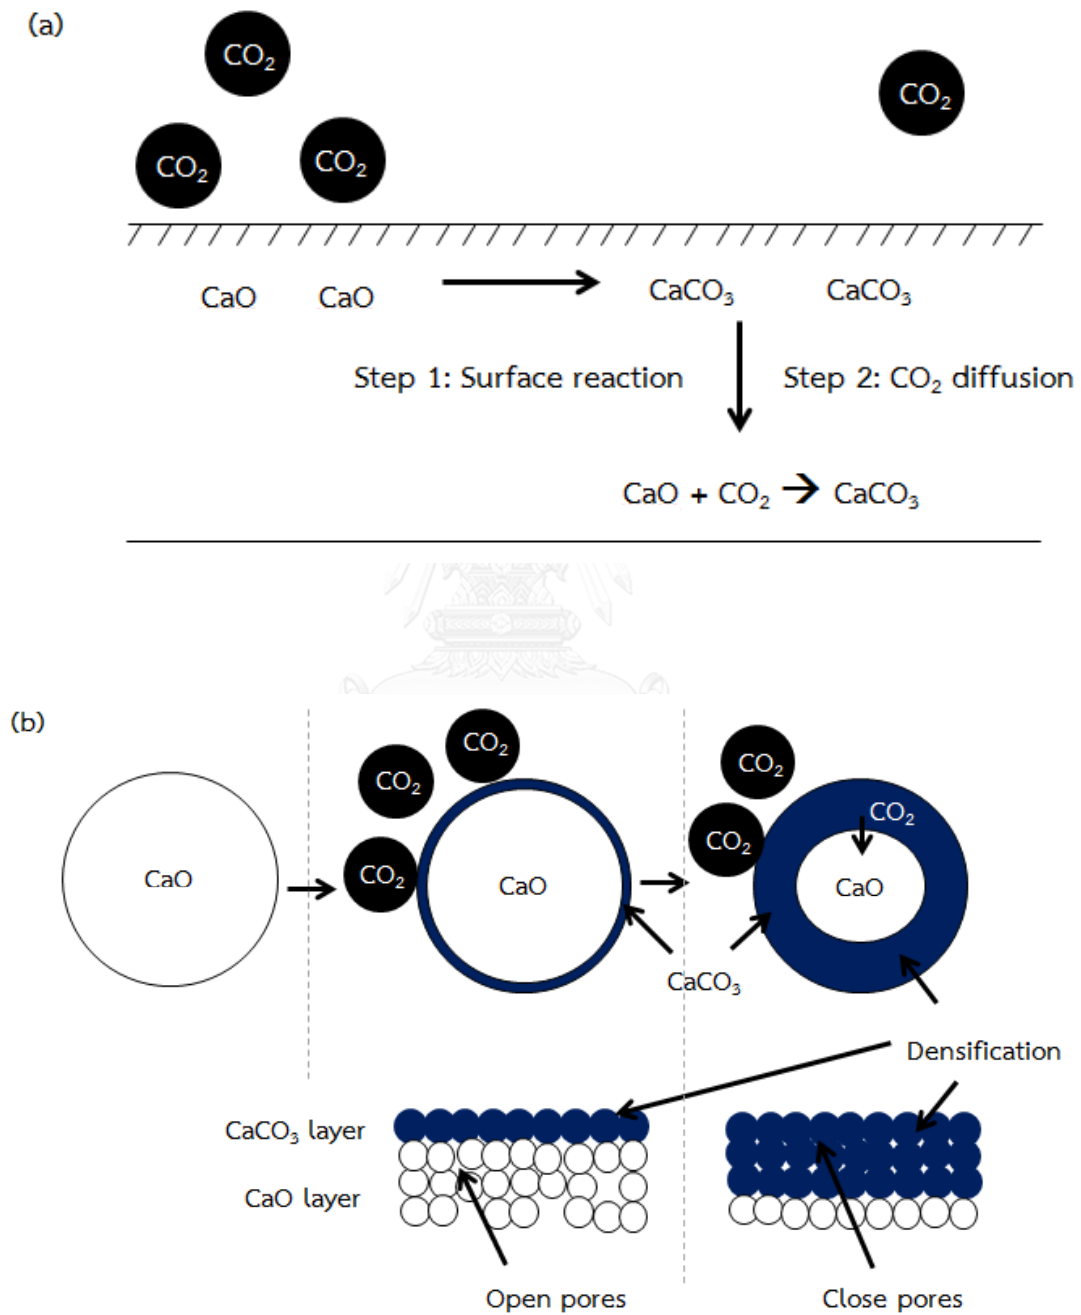 (a)
CO₂
CO₂
CO₂
CO₂
CaO CaO CaCO₃ CaCO₃
Step 1: Surface reaction Step 2: CO₂ diffusion
CaO + CO₂ → CaCO₃
(b)
CO₂
CO₂
CO₂
CO₂
CO₂
CO₂
CaO
CaO
CaO
CaCO₃
Densification
CaCO₃ layer
CaO layer
Open pores Close pores